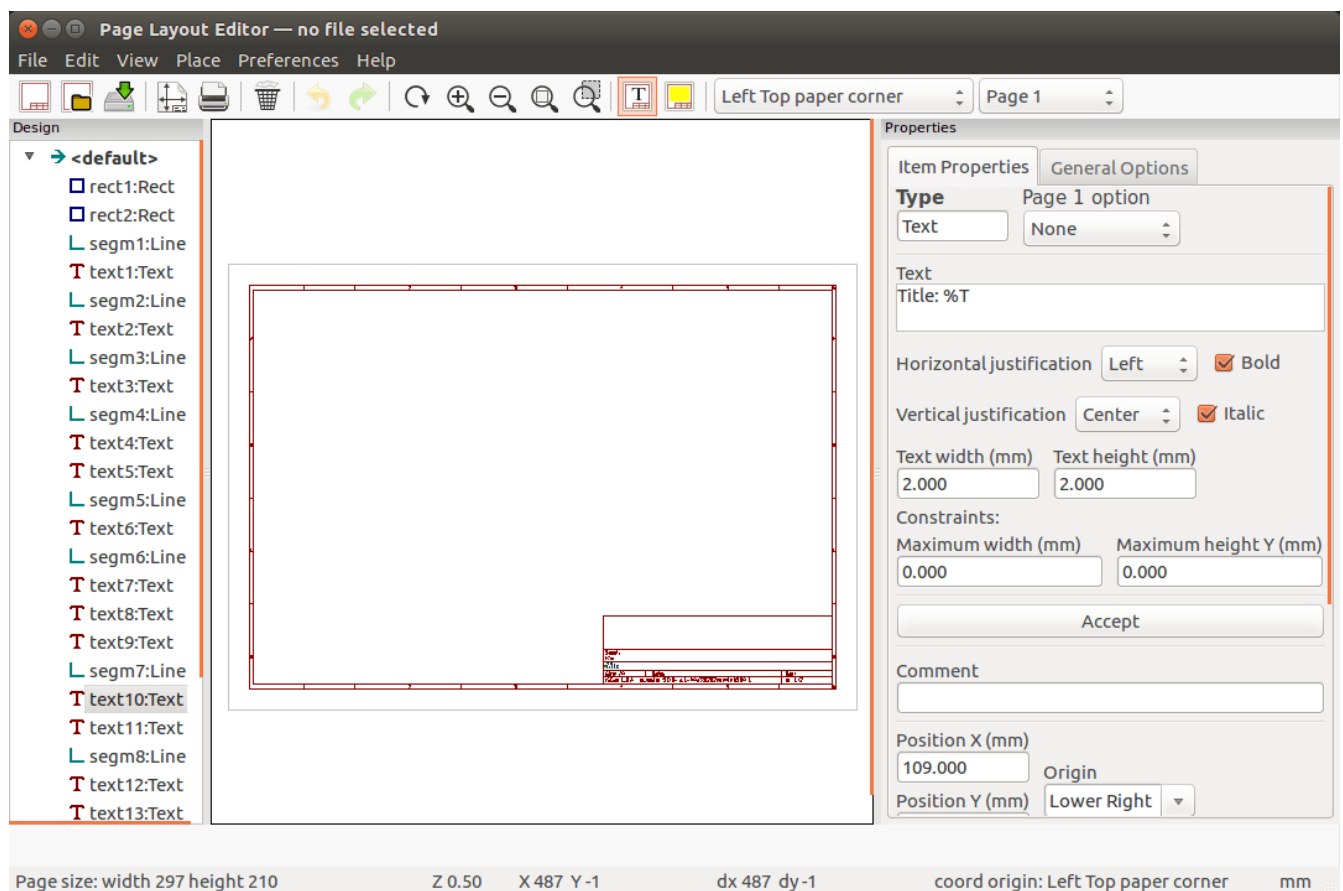 Page Layout Editor — no file selected
File Edit View Place Preferences Help
Left Top paper corner Page 1
Design
<default>
rect1:Rect
rect2:Rect
segm1:Line
text1:Text
segm2:Line
text2:Text
segm3:Line
text3:Text
segm4:Line
text4:Text
text5:Text
segm5:Line
text6:Text
segm6:Line
text7:Text
text8:Text
text9:Text
segm7:Line
text10:Text
text11:Text
segm8:Line
text12:Text
text13:Text
Properties
Item Properties General Options
Type Page 1 option
Text None
Text
Title: %T
Horizontal justification Left Bold
Vertical justification Center Italic
Text width (mm) Text height (mm)
2.000 2.000
Constraints:
Maximum width (mm) Maximum height Y (mm)
0.000 0.000
Accept
Comment
Position X (mm)
109.000 Origin
Position Y (mm) Lower Right
Page size: width 297 height 210 Z 0.50 X 487 Y -1 dx 487 dy -1 coord origin: Left Top paper corner mm